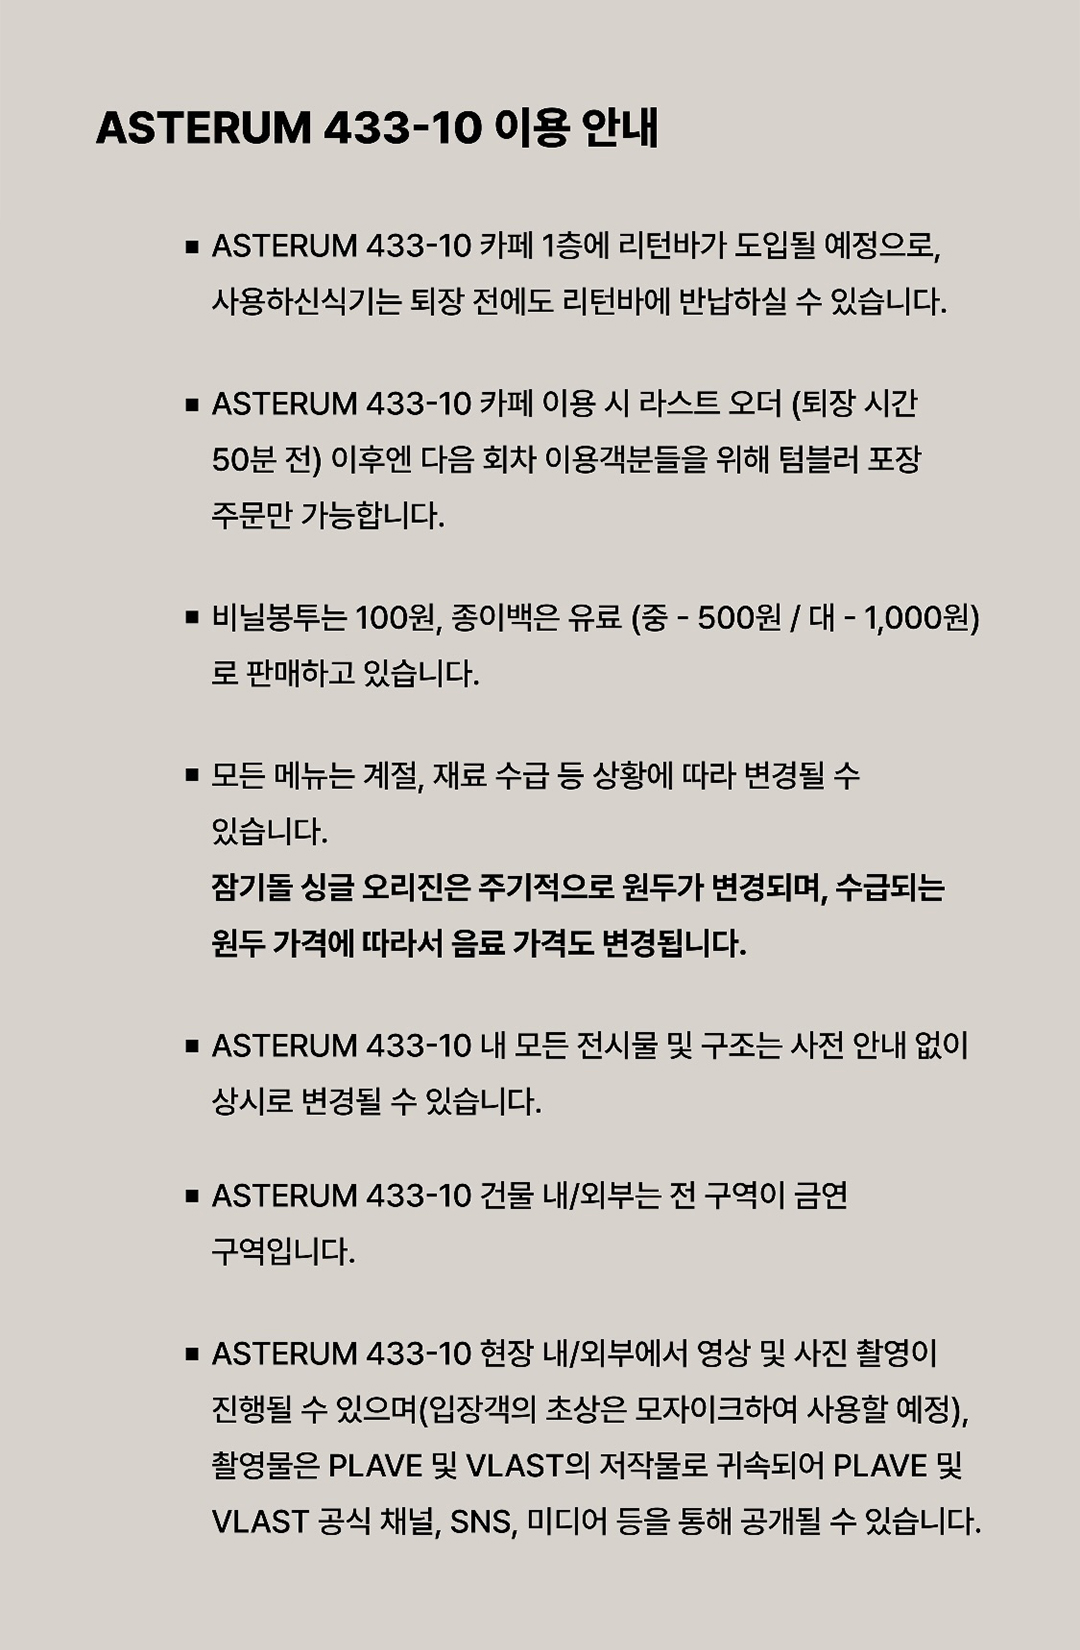 ASTERUM 433-10 이용 안내
▪ ASTERUM 433-10 카페 1층에 리턴바가 도입될 예정으로,
사용하신식기는 퇴장 전에도 리턴바에 반납하실 수 있습니다.
▪ ASTERUM 433-10 카페 이용 시 라스트 오더 (퇴장 시간
50분 전) 이후엔 다음 회차 이용객분들을 위해 텀블러 포장
주문만 가능합니다.
▪ 비닐봉투는 100원, 종이백은 유료 (중 - 500원 / 대 - 1,000원)
로 판매하고 있습니다.
▪ 모든 메뉴는 계절, 재료 수급 등 상황에 따라 변경될 수
있습니다.
잠기돌 싱글 오리진은 주기적으로 원두가 변경되며, 수급되는
원두 가격에 따라서 음료 가격도 변경됩니다.
▪ ASTERUM 433-10 내 모든 전시물 및 구조는 사전 안내 없이
상시로 변경될 수 있습니다.
▪ ASTERUM 433-10 건물 내/외부는 전 구역이 금연
구역입니다.
▪ ASTERUM 433-10 현장 내/외부에서 영상 및 사진 촬영이
진행될 수 있으며(입장객의 초상은 모자이크하여 사용할 예정),
촬영물은 PLAVE 및 VLAST의 저작물로 귀속되어 PLAVE 및
VLAST 공식 채널, SNS, 미디어 등을 통해 공개될 수 있습니다.